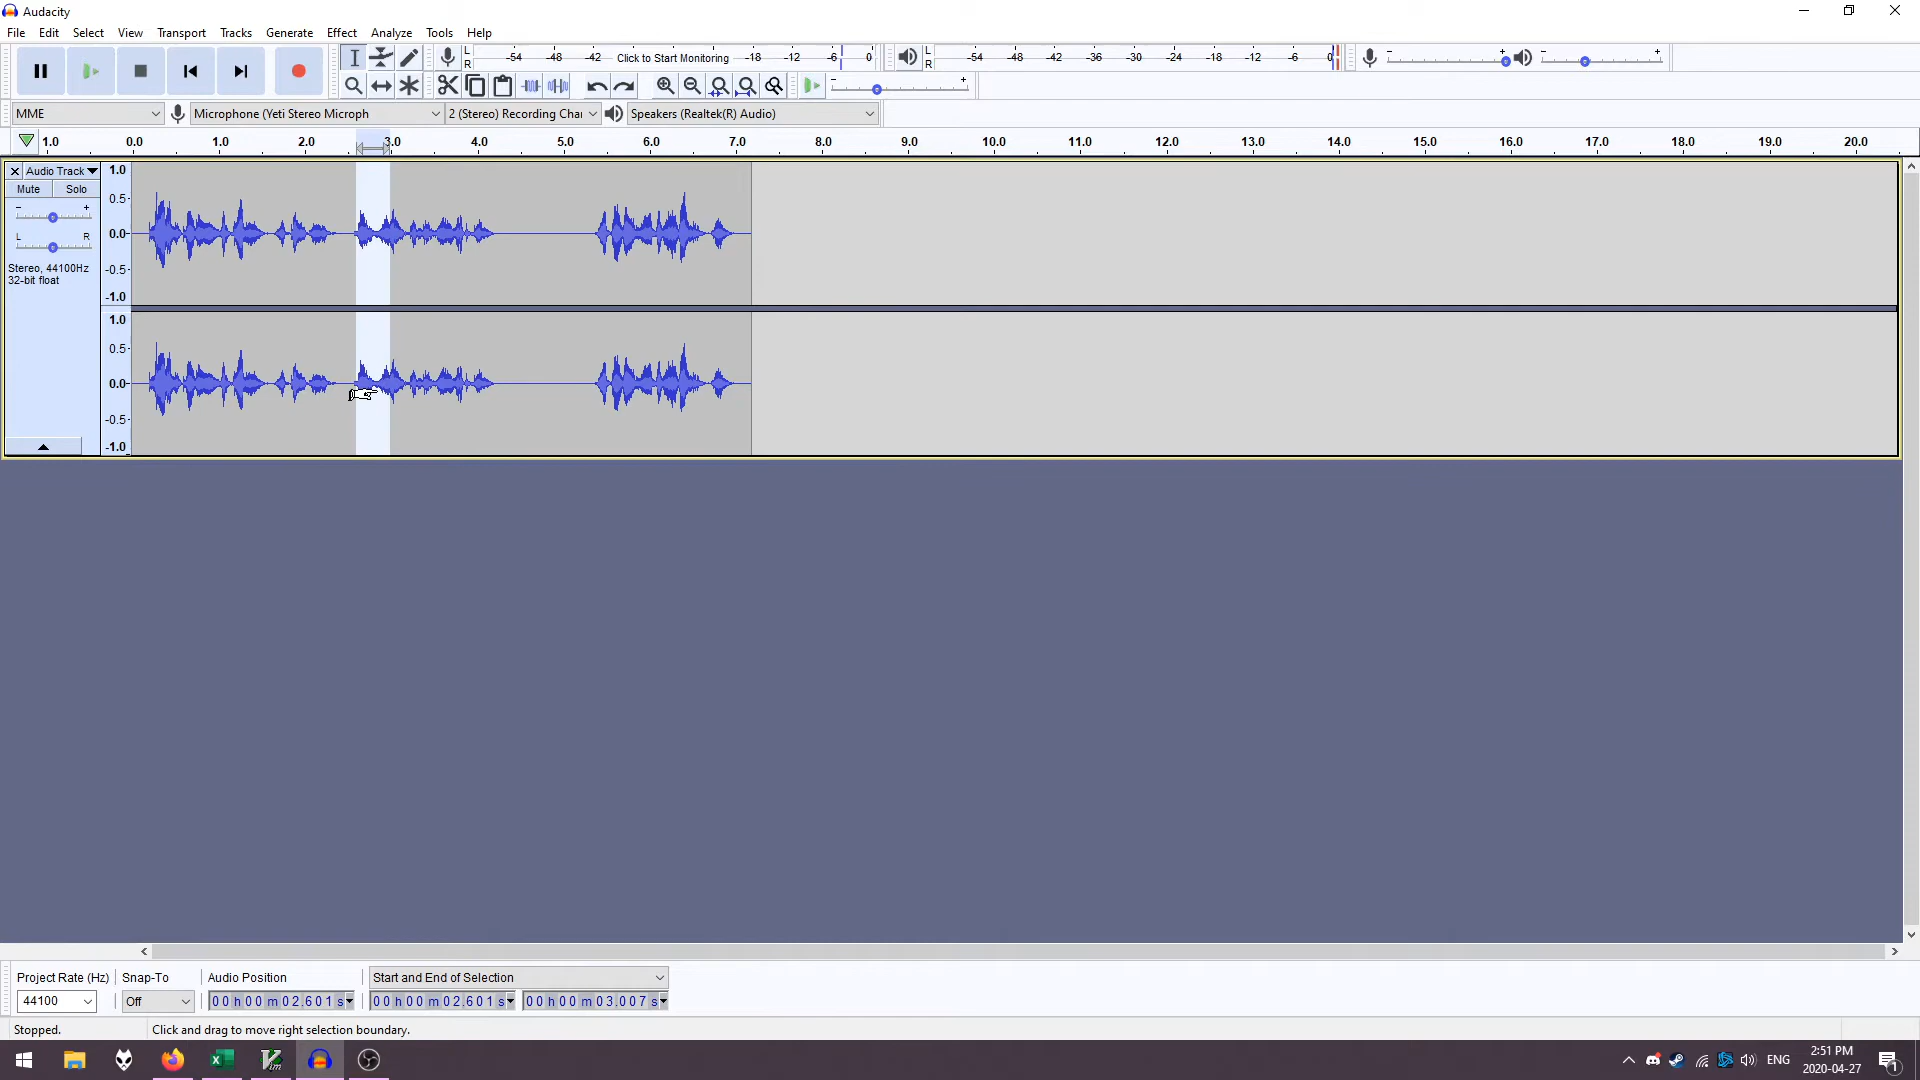 Audacity
File Edit Select View Transport Tracks Generate Effect Analyze Tools Help
L R -54 -48 -42 Click to Start Monitoring -18 -12 -6 0 L R -54 -48 -42 -36 -30 -24 -18 -12 -6 0 - + - +
- +
MME Microphone (Yeti Stereo Microph 2 (Stereo) Recording Chan Speakers (Realtek(R) Audio)
1.0 0.0 1.0 2.0 3.0 4.0 5.0 6.0 7.0 8.0 9.0 10.0 11.0 12.0 13.0 14.0 15.0 16.0 17.0 18.0 19.0 20.0
Audio Track
Mute Solo
- +
L R
Stereo, 44100Hz
32-bit float
1.0
0.5
0.0
-0.5
-1.0
1.0
0.5
0.0
-0.5
-1.0
Project Rate (Hz) Snap-To Audio Position Start and End of Selection
44100 Off 00 h 00 m 02.601 s 00 h 00 m 02.601 s 00 h 00 m 03.007 s
Stopped. Click and drag to move right selection boundary.
Vim ENG 2:51 PM
2020-04-27
1